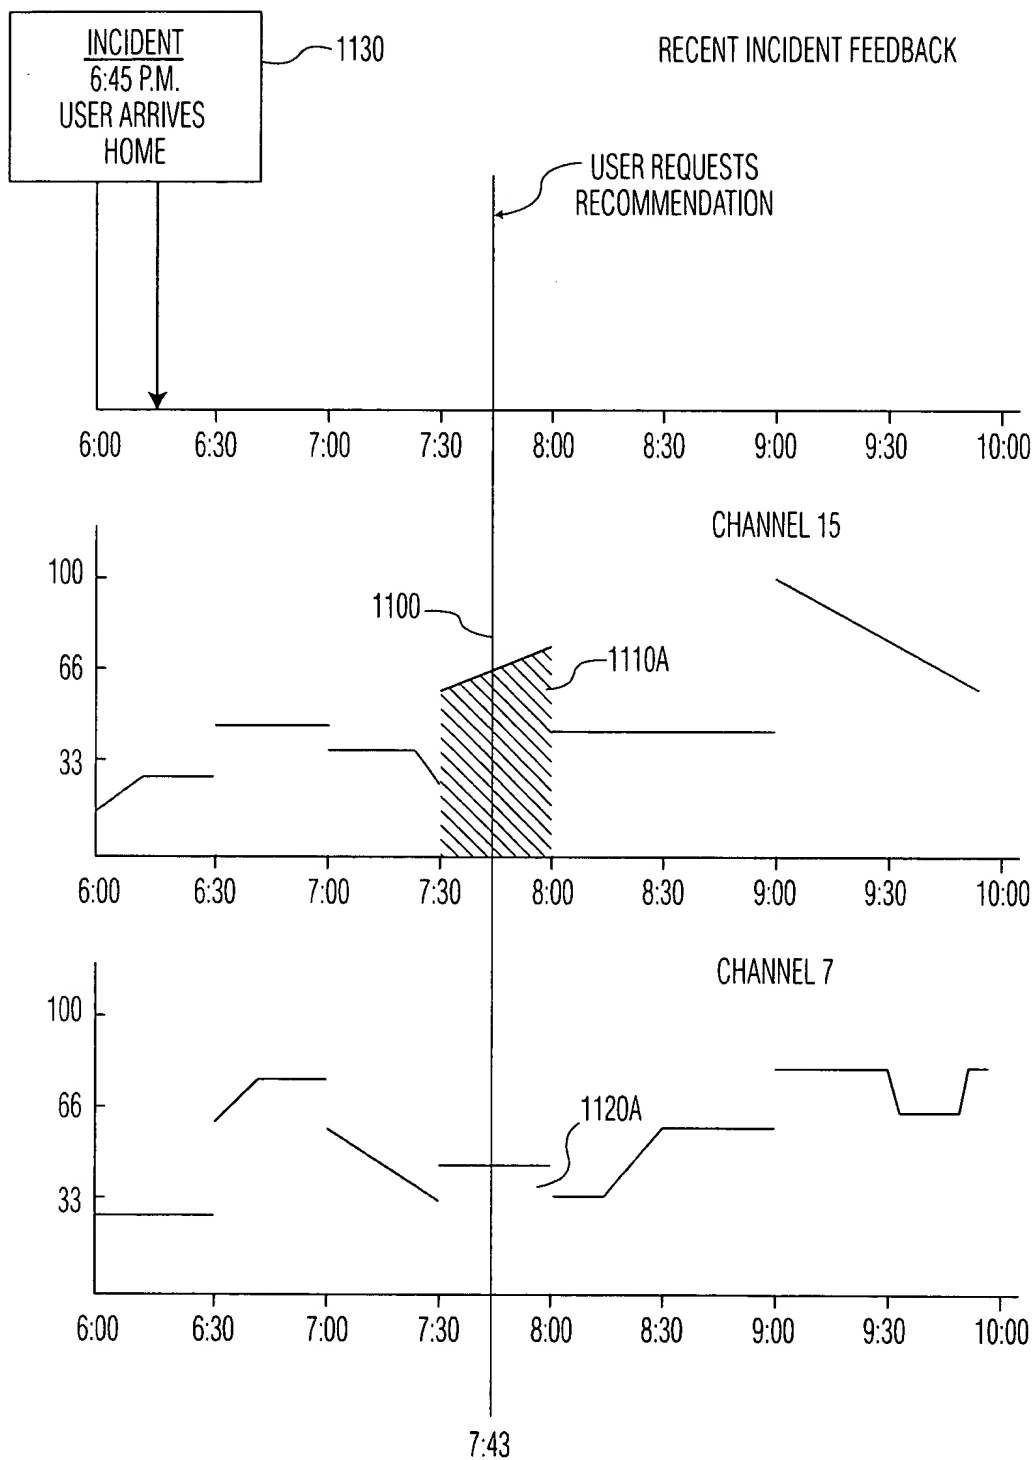 INCIDENT
6:45 P.M.
USER ARRIVES
HOME
1130
RECENT INCIDENT FEEDBACK
USER REQUESTS
RECOMMENDATION
6:00 6:30 7:00 7:30 8:00 8:30 9:00 9:30 10:00
CHANNEL 15
100
66
33
1100
1110A
6:00 6:30 7:00 7:30 8:00 8:30 9:00 9:30 10:00
CHANNEL 7
100
66
33
1120A
6:00 6:30 7:00 7:30 8:00 8:30 9:00 9:30 10:00
7:43